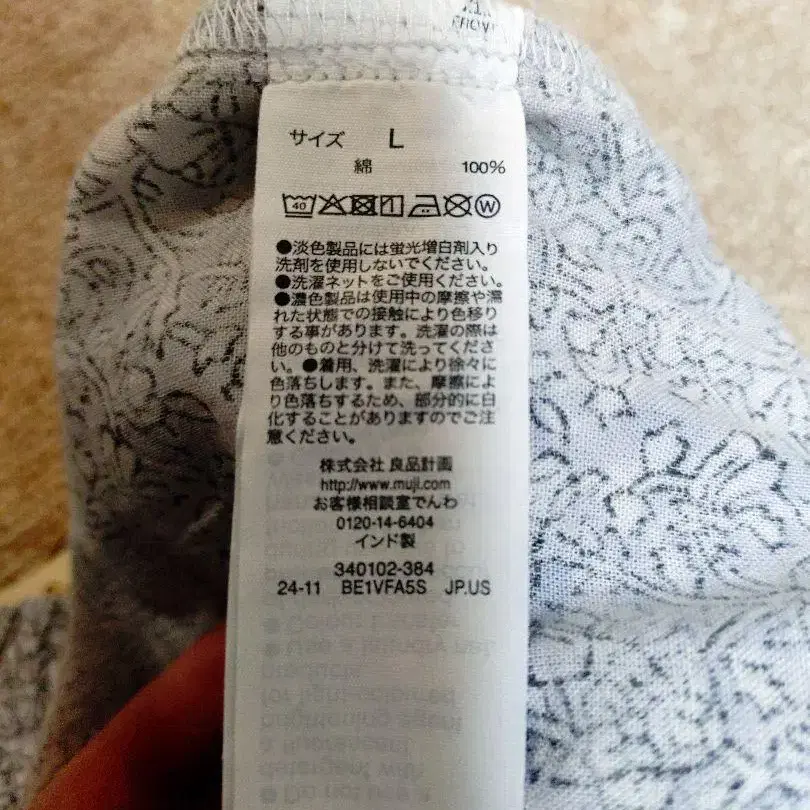 サイズ L
綿 100%
40 W
●淡色製品には蛍光増白剤入り
洗剤を使用しないでください。
●洗濯ネットをご使用ください。
●濃色製品は使用中の摩擦や濡
れた状態での接触により色移り
する事があります。洗濯の際は
他のものと分けて洗ってくださ
い。●着用、洗濯により徐々に
色落ちします。また、摩擦によ
り色落ちするため、部分的に白
化することがありますのでご注
意ください。
株式会社 良品計画
http://www.muji.com
お客様相談室でんわ
0120-14-6404
インド製
340102-384
24-11 BE1VFA5S JP.US